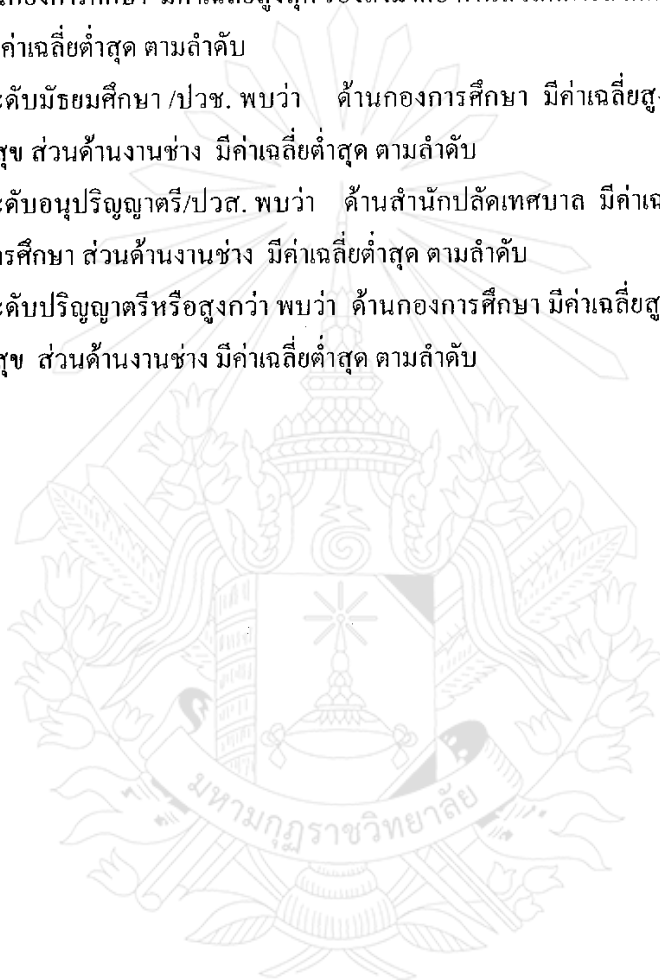 มีค่าเฉลี่ยสูงสุด
ค่าเฉลี่ยต่ำสุด ตามลำดับ
ะดับมัธยมศึกษา /ปวช. พบว่า ด้านกองการศึกษา มีค่าเฉลี่ยสูง
สุข ส่วนด้านงานช่าง มีค่าเฉลี่ยต่ำสุด ตามลำดับ
ะดับอนุปริญญาตรี/ปวส. พบว่า ด้านสำนักปลัดเทศบาล มีค่าเฉ
ารศึกษา ส่วนด้านงานช่าง มีค่าเฉลี่ยต่ำสุด ตามลำดับ
ะดับปริญญาตรีหรือสูงกว่า พบว่า ด้านกองการศึกษา มีค่าเฉลี่ยสู
สุข ส่วนด้านงานช่าง มีค่าเฉลี่ยต่ำสุด ตามลำดับ
มหามกุฏราชวิทยาลัย